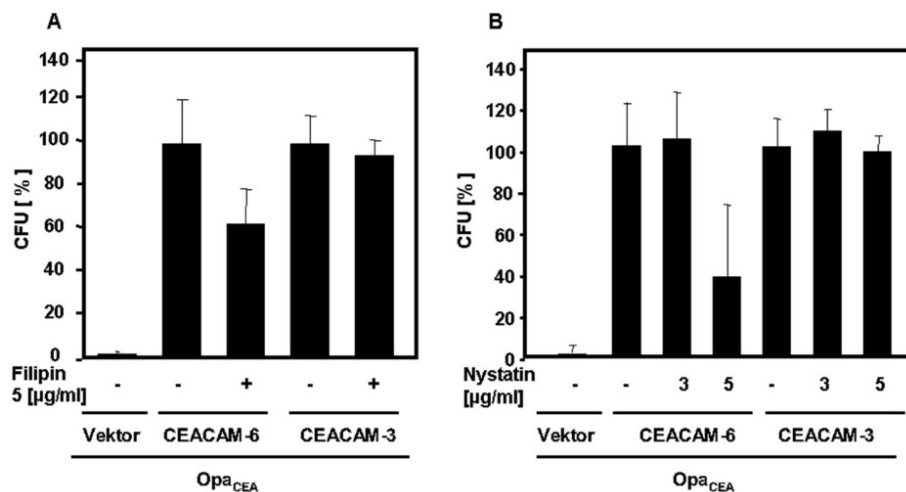 A
CFU [ % ]
140
120
100
80
60
40
20
0
Filipin
5 [µg/ml]
- - + - +
Vektor CEACAM-6 CEACAM-3
OpaCEA
B
CFU [ % ]
140
120
100
80
60
40
20
0
Nystatin
[µg/ml]
- - 3 5 - 3 5
Vektor CEACAM-6 CEACAM-3
OpaCEA